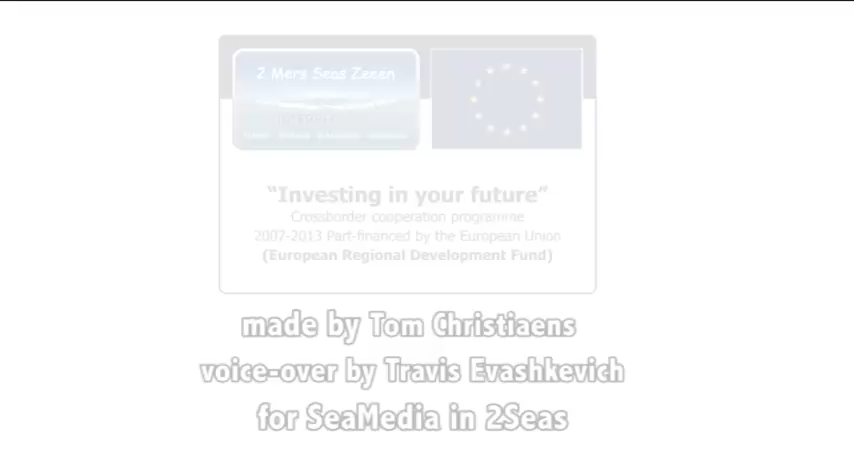 2 Mers Seas Zeeën
“Investing in your future”
Crossborder cooperation programme
2007-2013 Part-financed by the European Union
(European Regional Development Fund)
made by Tom Christiaens
voice-over by Travis Evashkevich
for SeaMedia in 2Seas